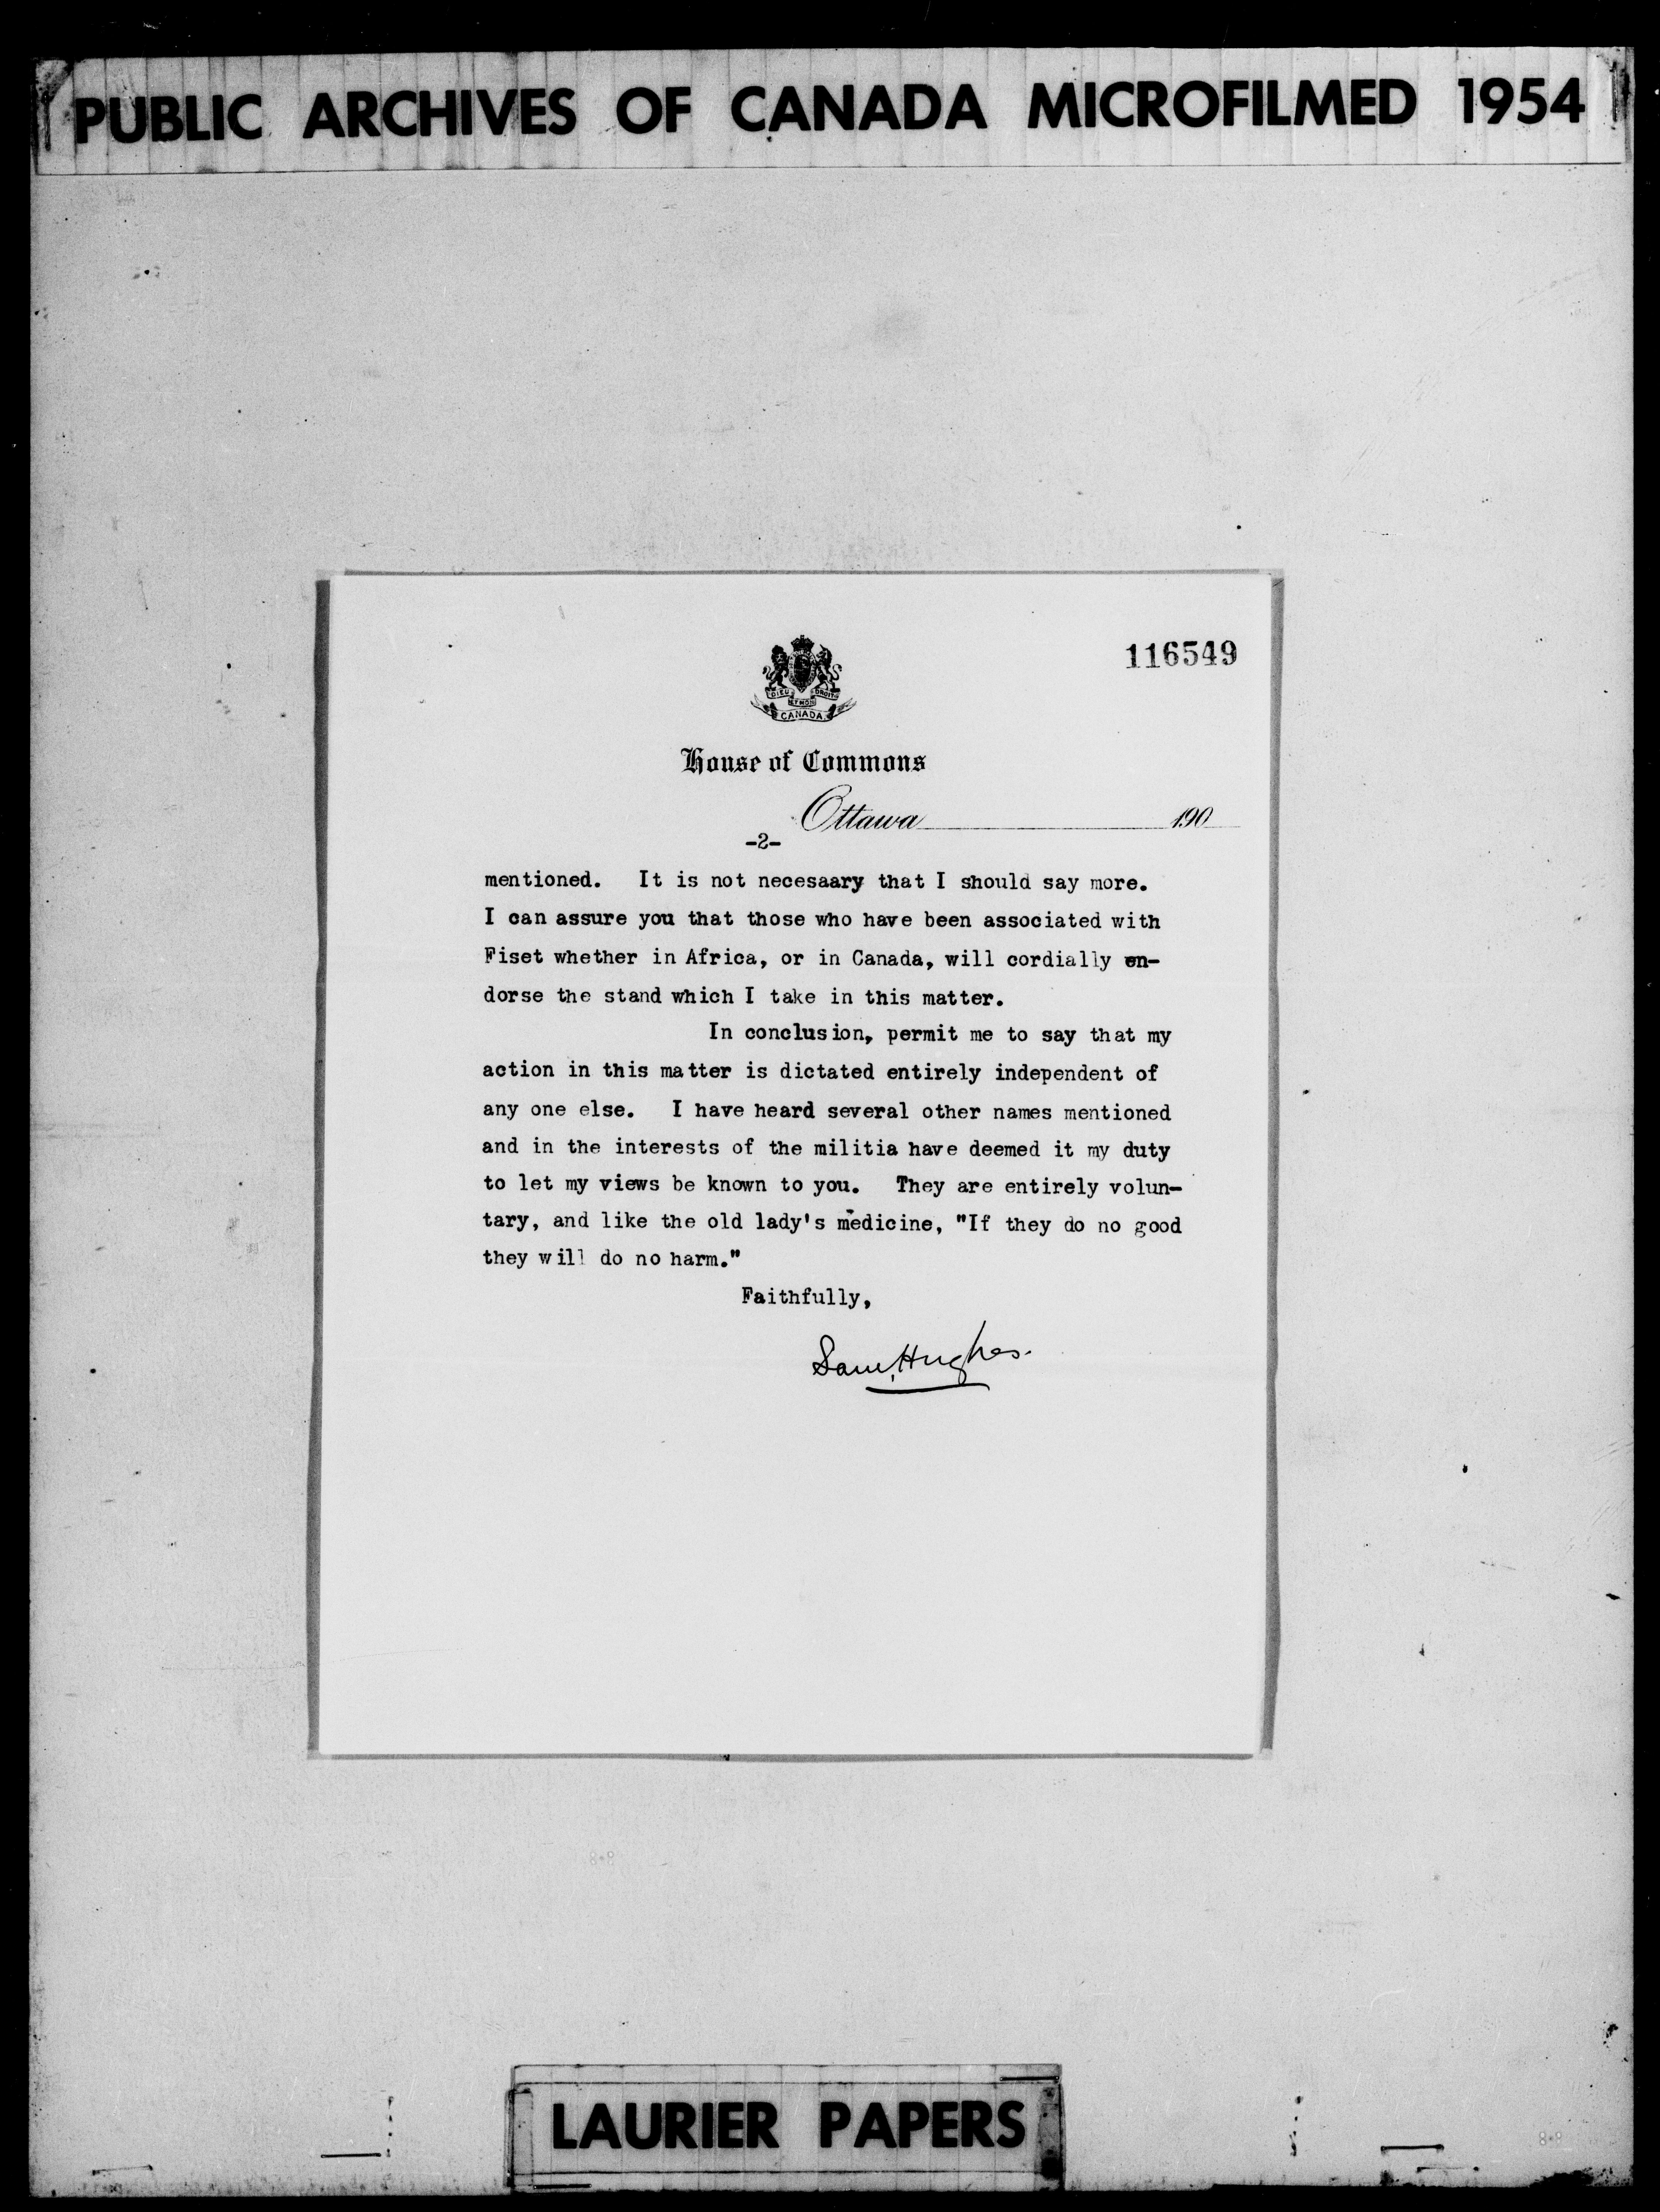 PUBLIC ARCHIVES OF CANADA MICROFILMED 1954
116549
DIEU ET MON DROIT
CANADA
House of Commons
Ottawa 190
-2-
mentioned. It is not necesaary that I should say more.
I can assure you that those who have been associated with
Fiset whether in Africa, or in Canada, will cordially en-
dorse the stand which I take in this matter.
In conclusion, permit me to say that my
action in this matter is dictated entirely independent of
any one else. I have heard several other names mentioned
and in the interests of the militia have deemed it my duty
to let my views be known to you. They are entirely volun-
tary, and like the old lady's medicine, "If they do no good
they will do no harm."
Faithfully,
Sam, Hughes.
LAURIER PAPERS